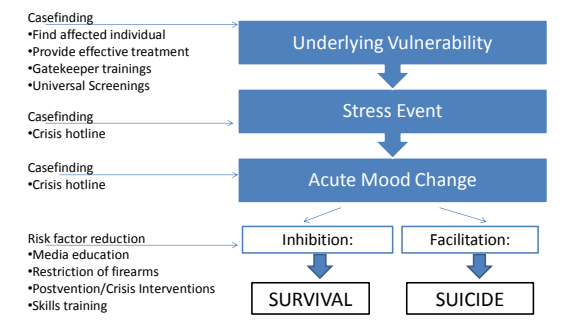 Casefinding
•Find affected individual
•Provide effective treatment
•Gatekeeper trainings
•Universal Screenings
Underlying Vulnerability
Casefinding
•Crisis hotline
Stress Event
Casefinding
•Crisis hotline
Acute Mood Change
Risk factor reduction
•Media education
•Restriction of firearms
•Postvention/Crisis Interventions
•Skills training
Inhibition:
Facilitation:
SURVIVAL
SUICIDE